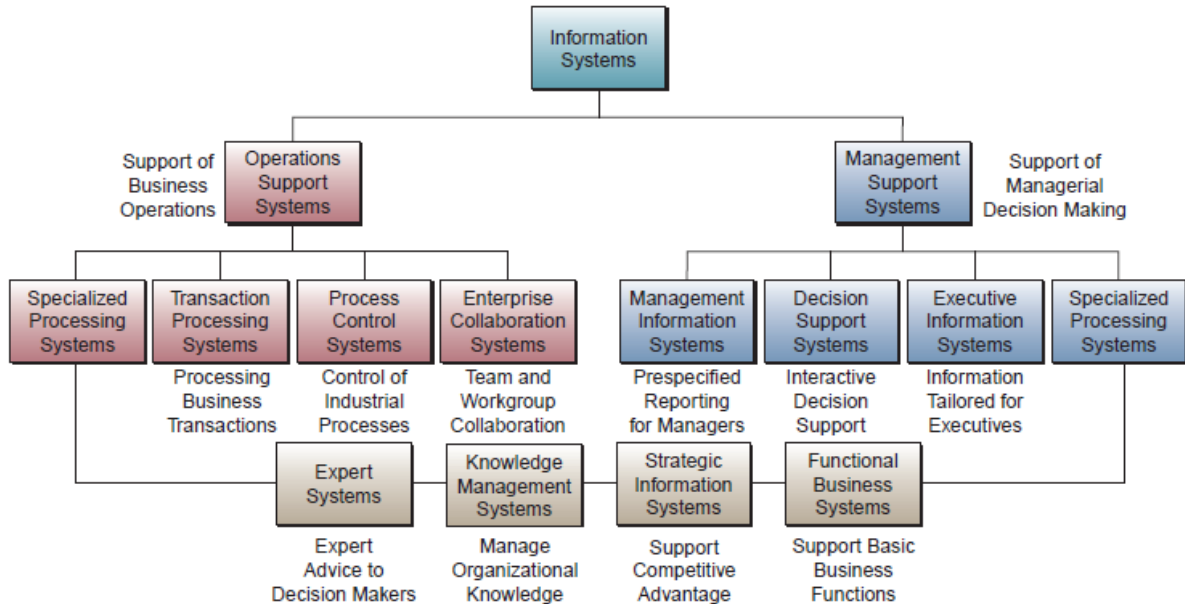 Information
Systems
Support of
Business
Operations
Operations
Support
Systems
Management
Support
Systems
Support of
Managerial
Decision Making
Specialized
Processing
Systems
Transaction
Processing
Systems
Process
Control
Systems
Enterprise
Collaboration
Systems
Management
Information
Systems
Decision
Support
Systems
Executive
Information
Systems
Specialized
Processing
Systems
Processing
Business
Transactions
Control of
Industrial
Processes
Team and
Workgroup
Collaboration
Prespecified
Reporting
for Managers
Interactive
Decision
Support
Information
Tailored for
Executives
Expert
Systems
Knowledge
Management
Systems
Strategic
Information
Systems
Functional
Business
Systems
Expert
Advice to
Decision Makers
Manage
Organizational
Knowledge
Support
Competitive
Advantage
Support Basic
Business
Functions